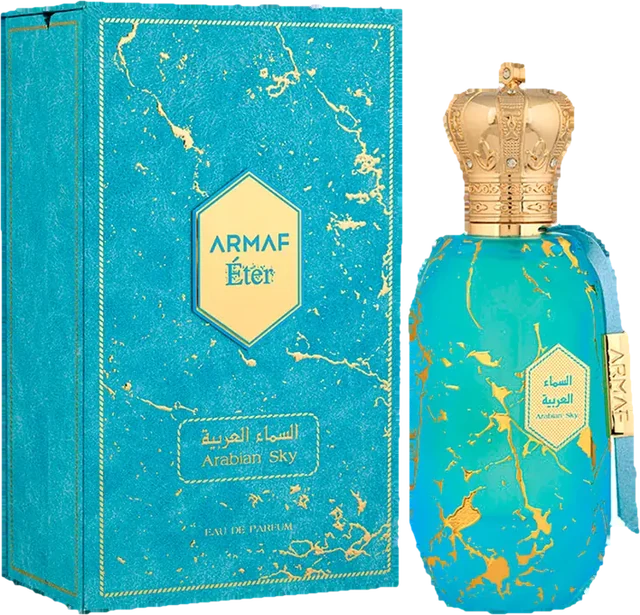 ARMAF
Éter
السماء العربية
Arabian Sky
EAU DE PARFUM
السماء
العربية
Arabian Sky
ARMAF